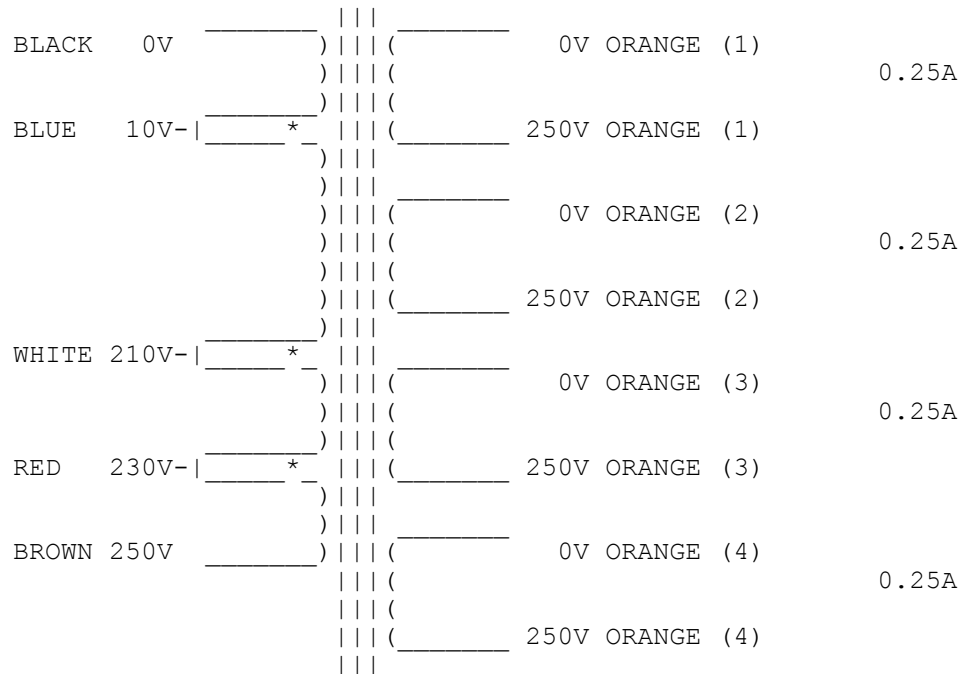 BLACK 0V 0V ORANGE (1)
0.25A
BLUE 10V 250V ORANGE (1)
0V ORANGE (2)
0.25A
250V ORANGE (2)
WHITE 210V
0V ORANGE (3)
0.25A
RED 230V 250V ORANGE (3)
BROWN 250V 0V ORANGE (4)
0.25A
250V ORANGE (4)